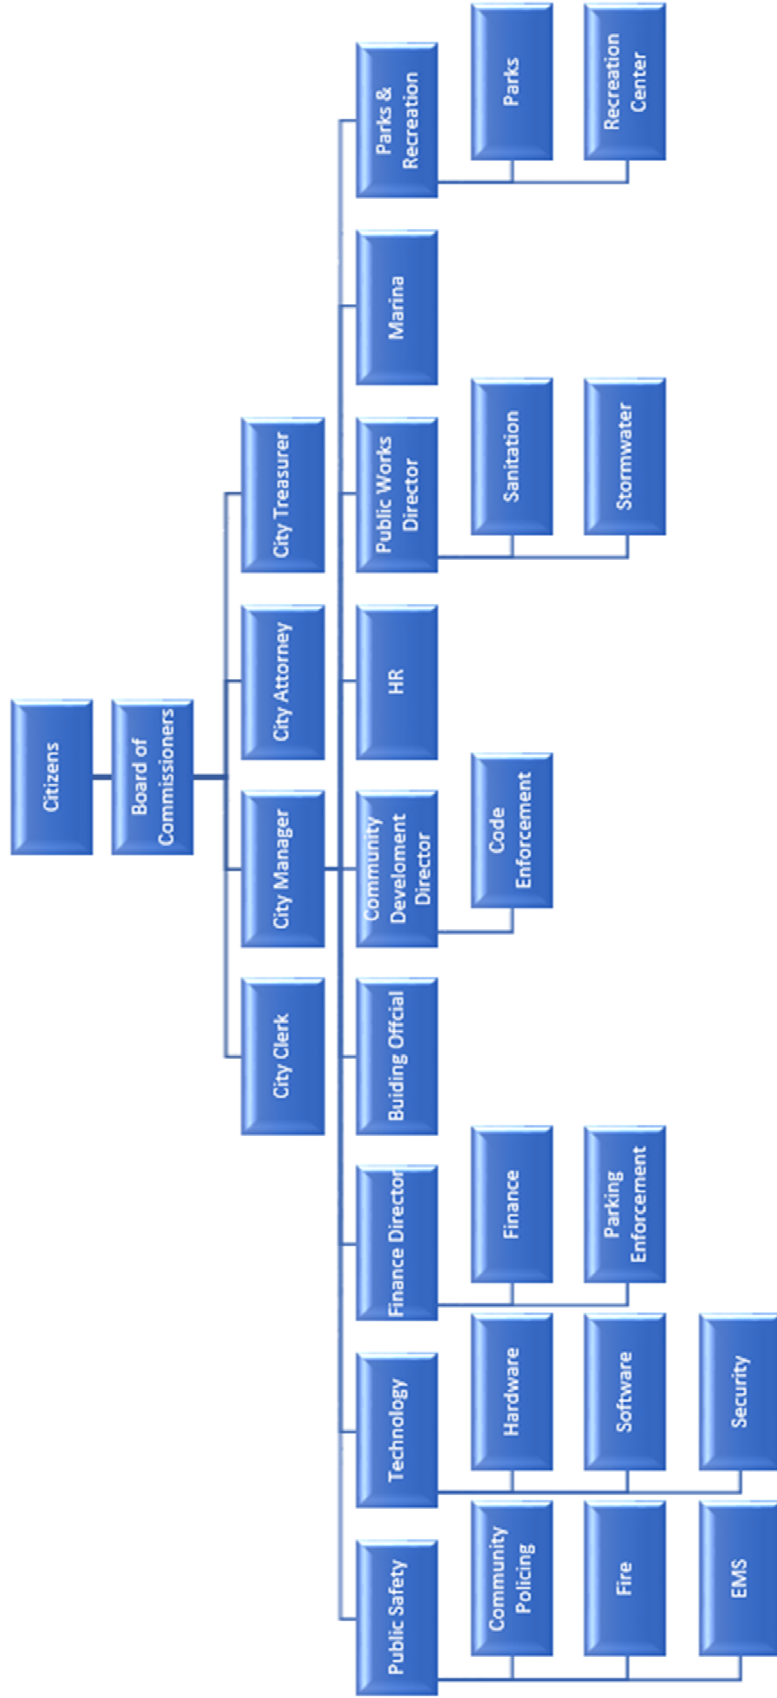 Citizens
Board of
Commissioners
City Clerk
City Manager
City Attorney
City Treasurer
Public Safety
Technology
Finance Director
Buiding Offcial
Community
Develoment
Director
HR
Public Works
Director
Marina
Parks &
Recreation
Community
Policing
Hardware
Finance
Code
Enforcement
Sanitation
Parks
Fire
Software
Parking
Enforcement
Stormwater
Recreation
Center
EMS
Security